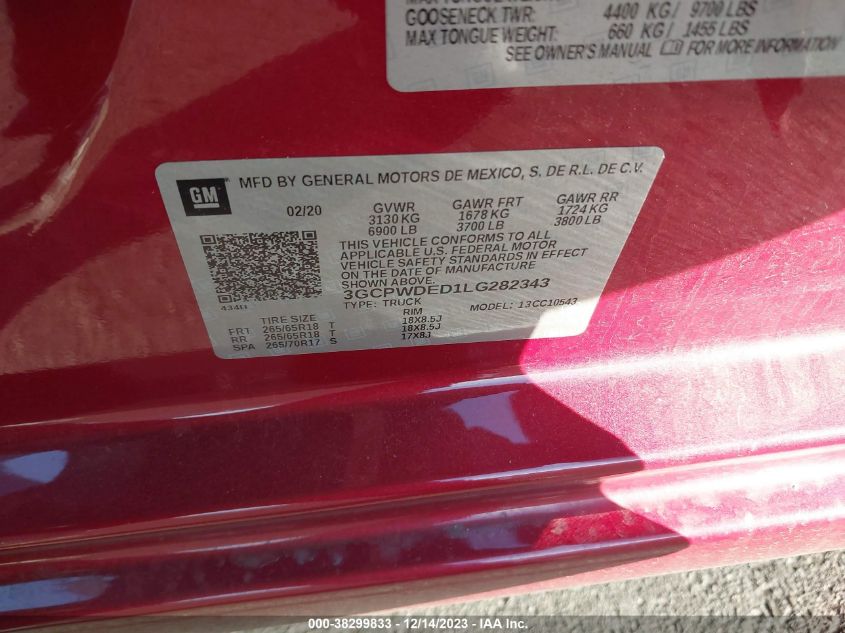 GOOSENECK TWR: 4400 KG/ 9700 LBS
MAX TONGUE WEIGHT: 660 KG/ 1455 LBS
SEE OWNER'S MANUAL FOR MORE INFORMATION
GM
MFD BY GENERAL MOTORS DE MEXICO, S. DE R.L. DE C.V.
02/20 GVWR GAWR FRT GAWR RR
3130 KG 1678 KG 1724 KG
6900 LB 3700 LB 3800 LB
THIS VEHICLE CONFORMS TO ALL
APPLICABLE U.S. FEDERAL MOTOR
VEHICLE SAFETY STANDARDS IN EFFECT
ON THE DATE OF MANUFACTURE
SHOWN ABOVE.
3GCPWDED1LG282343
TYPE: TRUCK MODEL: 13CC10543
TIRE SIZE RIM
FRT 265/65R18 T 18X8.5J
RR 265/65R18 T 18X8.5J
SPA 265/70R17 S 17X8J
000-38299833 – 12/14/2023 – IAA Inc.